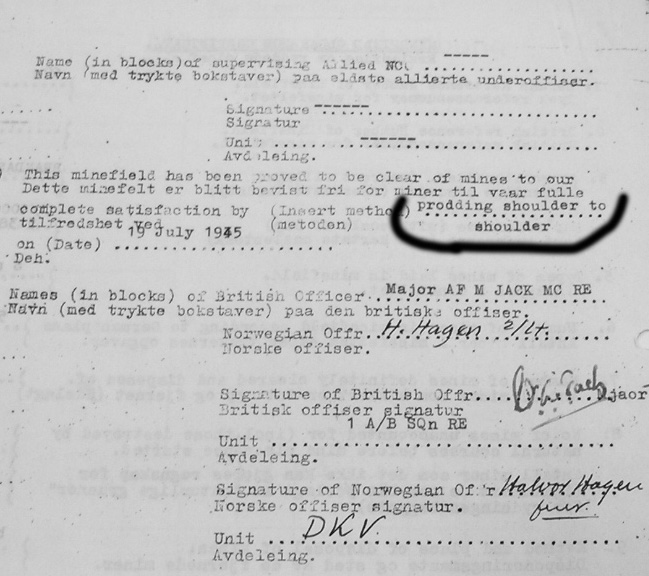 -----
Name (in blocks)of supervising Allied NCO ....................
Navn (med trykte bokstaver) paa eldste allierte underoffiser.
Signature ------
Signatur
Unit ------
Avdeleing.
This minefield has been proved to be clear of mines to our
Dette minefelt er blitt bevist fri for miner til vaar fulle
complete satisfaction by (Insert method) prodding shoulder to
tilfredshet ved (metoden) shoulder
19 July 1945
on (Date) ........................
Deh.
Names (in blocks) of British Officer Major AF M JACK MC RE
Navn (med trykte bokstaver) paa den britiske offiser.
Norwegian Offr. H. Hagen 2/Lt.
Norske offiser.
Signature of British Offr. Jack Jjaor
Britisk offiser signatur
1 A/B SQn RE
Unit ........................
Avdeleing.
Signature of Norwegian Of r Halvor Hagen
Norske offiser signatur. fenr.
Unit DKV.
Avdeleing.